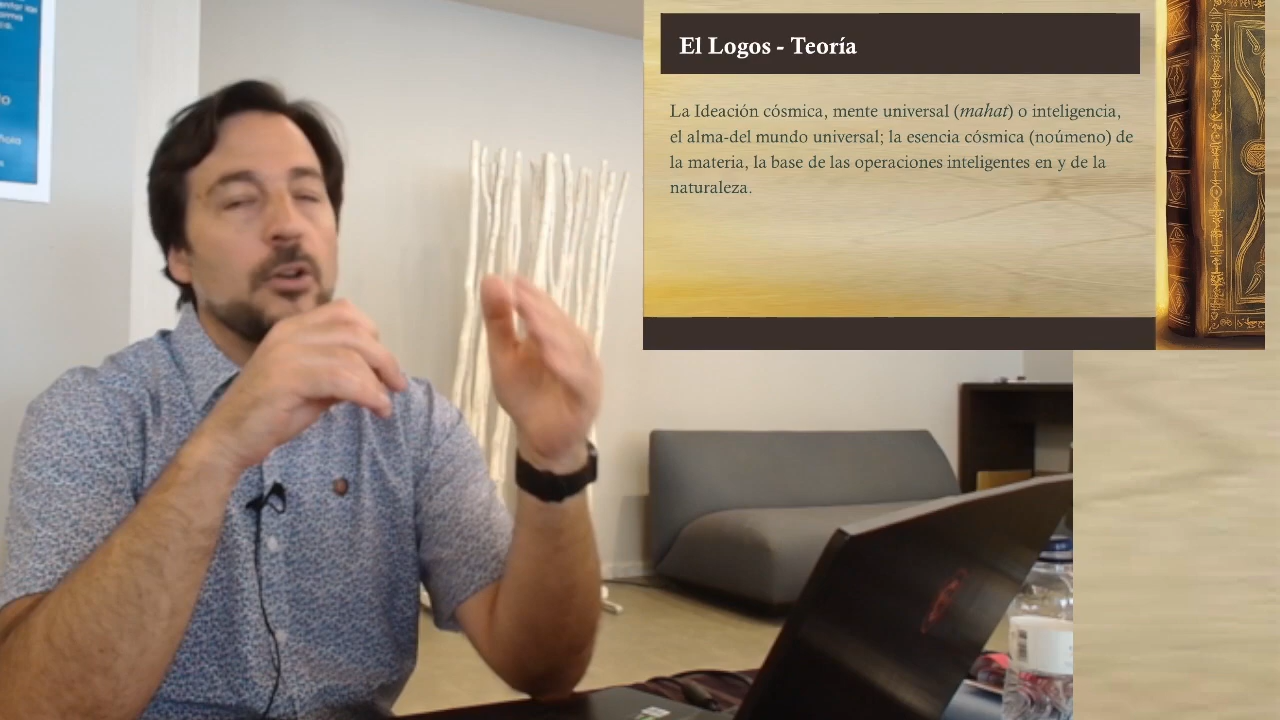 El Logos - Teoría
La Ideación cósmica, mente universal (mahat) o inteligencia,
el alma-del mundo universal; la esencia cósmica (noúmeno) de
la materia, la base de las operaciones inteligentes en y de la
naturaleza.